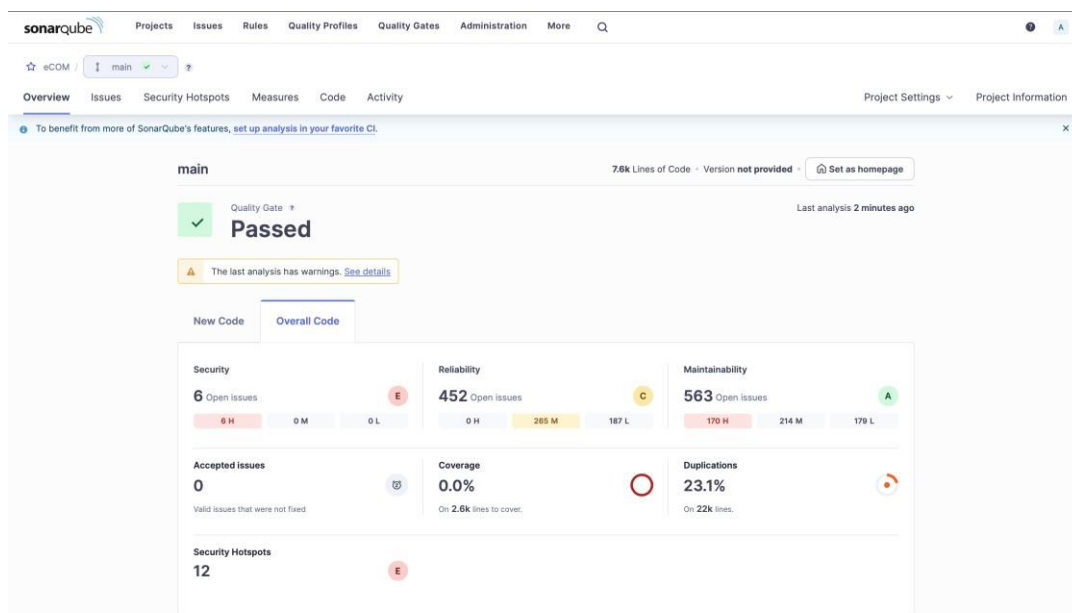 sonarqube Projects Issues Rules Quality Profiles Quality Gates Administration More ? A
eCOM / main ?
Overview Issues Security Hotspots Measures Code Activity Project Settings Project Information
To benefit from more of SonarQube's features, set up analysis in your favorite CI.
main 7.6k Lines of Code · Version not provided · Set as homepage
Quality Gate ? Last analysis 2 minutes ago
Passed
The last analysis has warnings. See details
New Code Overall Code
Security Reliability Maintainability
6 Open issues E 452 Open issues C 563 Open issues A
6 H 0 M 0 L 0 H 265 M 187 L 170 H 214 M 179 L
Accepted issues Coverage Duplications
0 0.0% 23.1%
Valid issues that were not fixed On 2.6k lines to cover. On 22k lines.
Security Hotspots
12 E